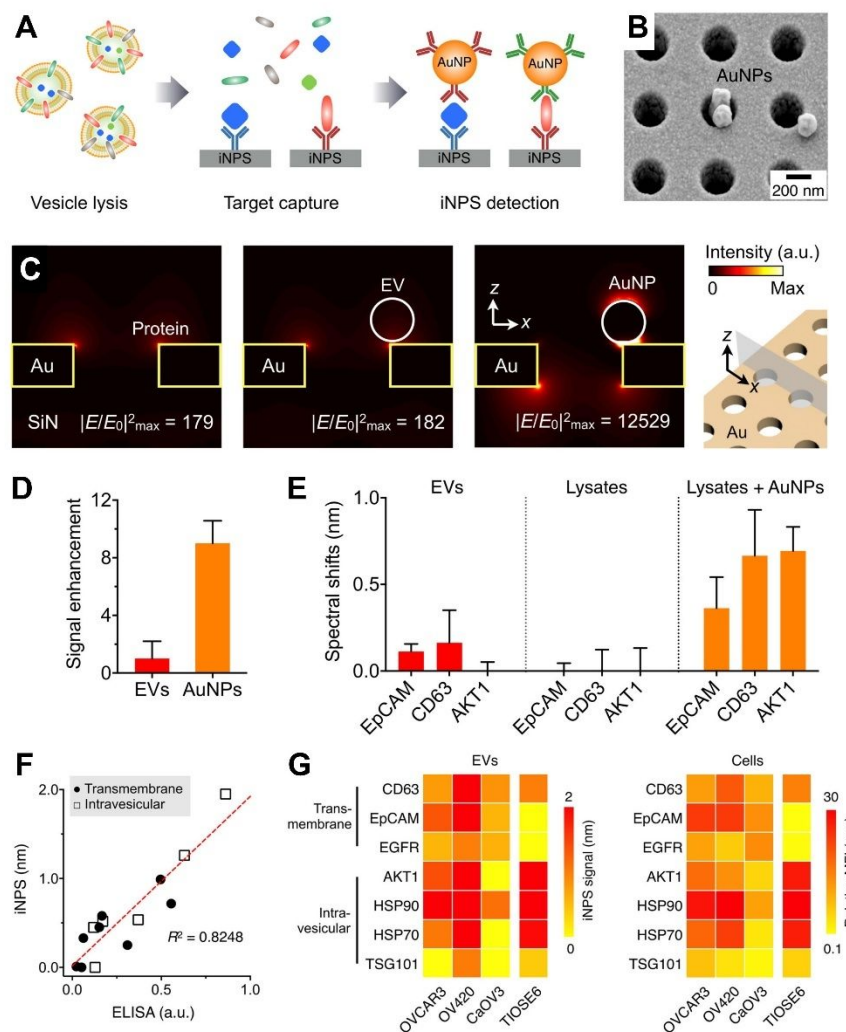 A
AuNP
AuNP
iNPS
iNPS
iNPS
iNPS
Vesicle lysis
Target capture
iNPS detection
B
AuNPs
200 nm
C
Protein
Au
SiN
|E/E₀|²max = 179
EV
Au
|E/E₀|²max = 182
z
x
AuNP
|E/E₀|²max = 12529
Intensity (a.u.)
0
Max
z
x
Au
D
Signal enhancement
12
8
4
0
EVs
AuNPs
E
EVs
Lysates
Lysates + AuNPs
Spectral shifts (nm)
1.0
0.5
0.0
EpCAM
CD63
AKT1
EpCAM
CD63
AKT1
EpCAM
CD63
AKT1
F
Transmembrane
Intravesicular
iNPS (nm)
2.0
1.0
0.0
R² = 0.8248
0.0
0.5
1.0
ELISA (a.u.)
G
EVs
Cells
Trans-
membrane
Intra-
vesicular
CD63
EpCAM
EGFR
AKT1
HSP90
HSP70
TSG101
OVCAR3
OV420
CaOV3
TIOSE6
2
iNPS signal (nm)
0
CD63
EpCAM
EGFR
AKT1
HSP90
HSP70
TSG101
OVCAR3
OV420
CaOV3
TIOSE6
30
0.1